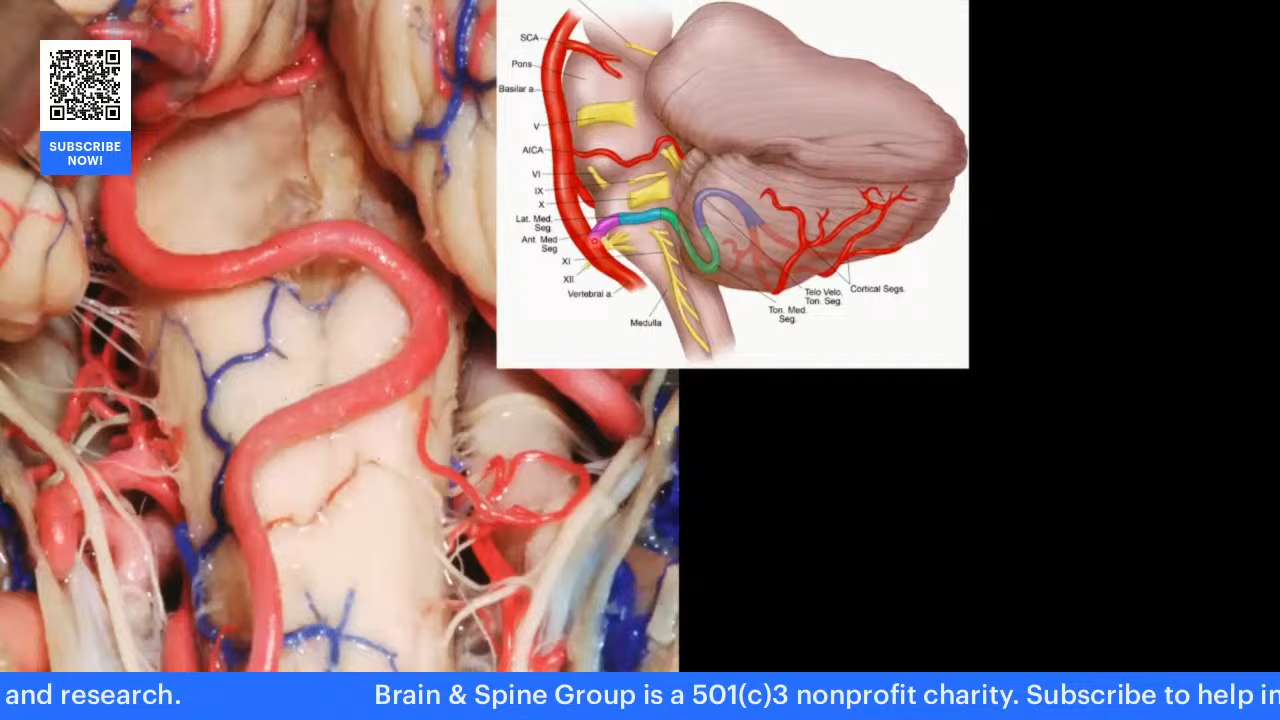 SUBSCRIBE
NOW!
SCA
Pons
Basilar a.
V
AICA
VI
IX
X
Lat. Med.
Seg.
Ant. Med
Seg
XI
XII
Vertebral a.
Medulla
Telo Velo.
Ton. Seg.
Cortical Segs.
Ton. Med.
Seg.
and research.
Brain & Spine Group is a 501(c)3 nonprofit charity. Subscribe to help in